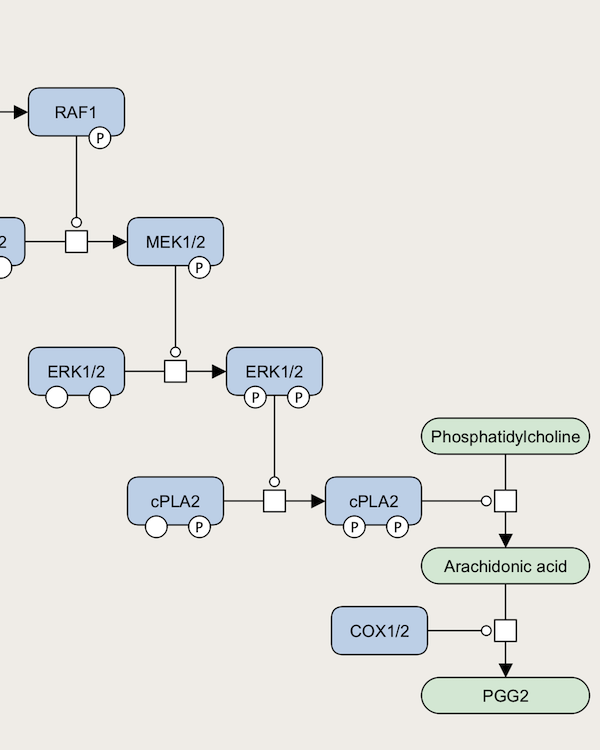 RAF1
P
2
MEK1/2
P
ERK1/2
ERK1/2
P
P
Phosphatidylcholine
cPLA2
P
cPLA2
P
P
Arachidonic acid
COX1/2
PGG2